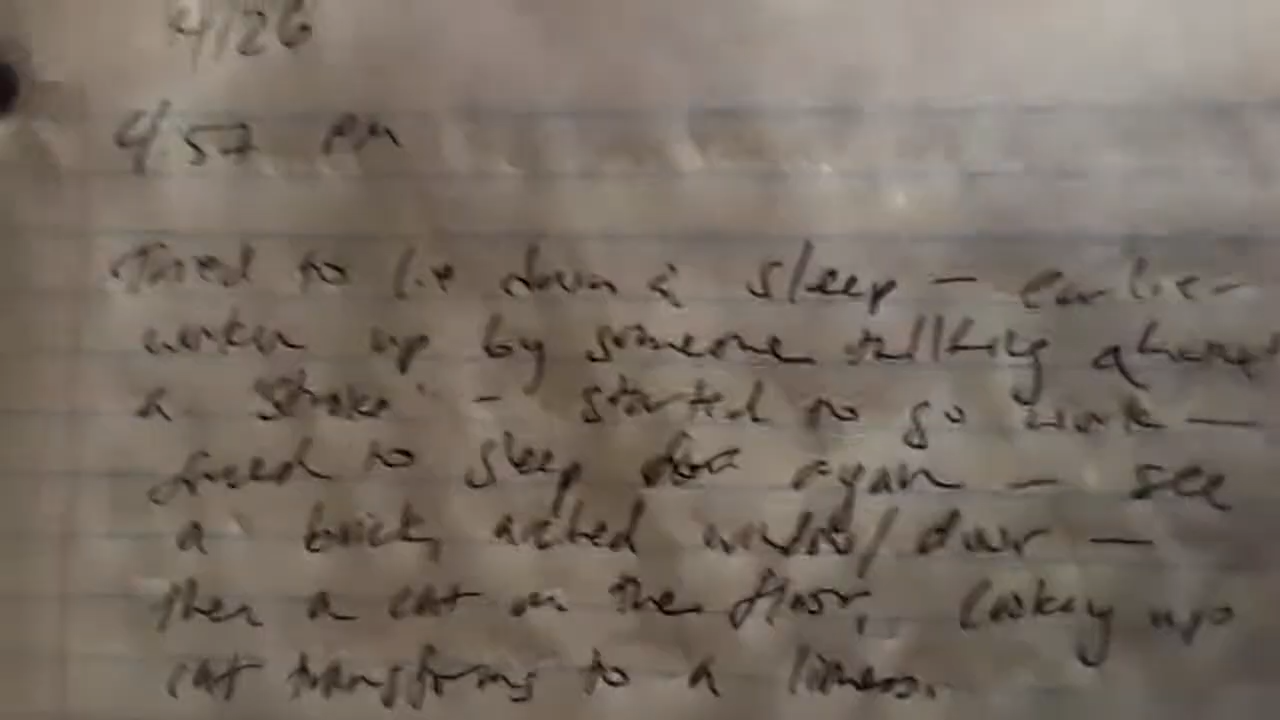 4/26
4:57 PM
Tried to lie down & sleep — earlier
woken up by someone talking about
a stroke - started to go work —
tried to sleep again — see
a brick arched window/door —
then a cat on the floor, looking up
cat transforms to a